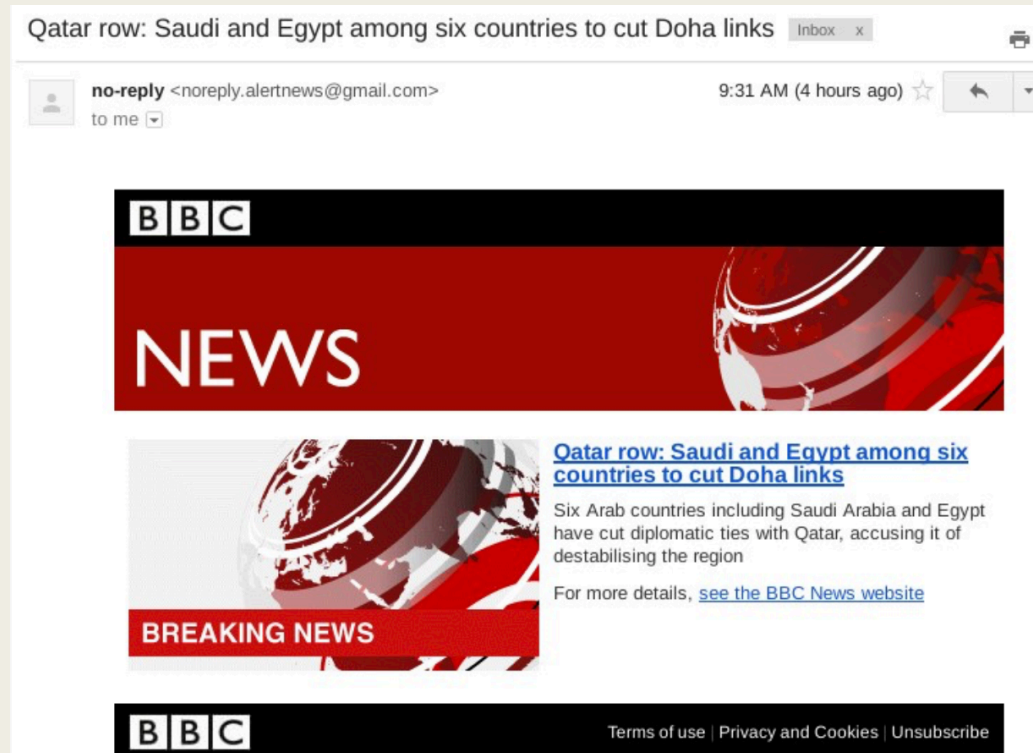 Qatar row: Saudi and Egypt among six countries to cut Doha links Inbox x
no-reply <noreply.alertnews@gmail.com> 9:31 AM (4 hours ago)
to me
BBC
NEWS
Qatar row: Saudi and Egypt among six
countries to cut Doha links
Six Arab countries including Saudi Arabia and Egypt
have cut diplomatic ties with Qatar, accusing it of
destabilising the region
For more details, see the BBC News website
BREAKING NEWS
BBC Terms of use | Privacy and Cookies | Unsubscribe